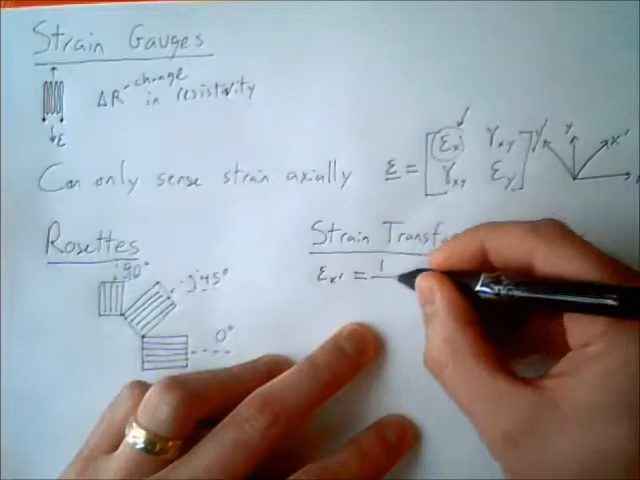 Strain Gauges
ΔR - change
in resistivity
ε
Can only sense strain axially
ε = [εx γxy
γxy εy]
y' y x'
Rosettes
90°
45°
0°
Strain Transf
εx' = 1